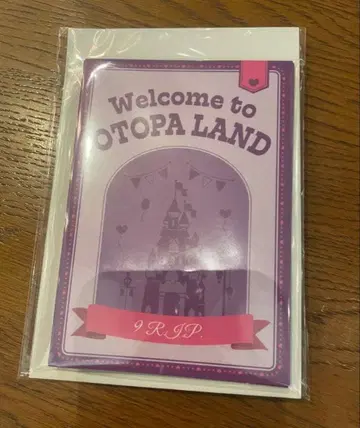 Welcome to
OTOPA LAND
9 R.I.P.